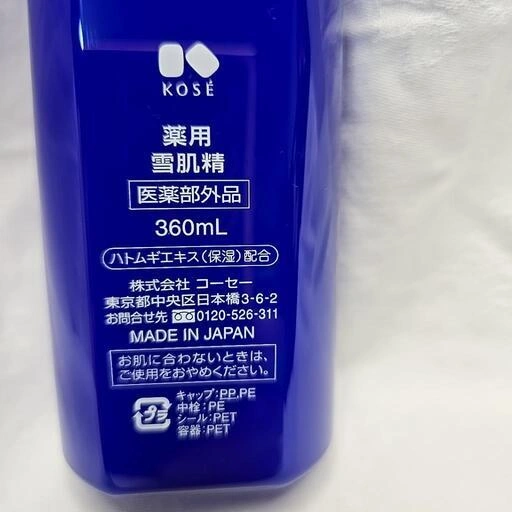 KOSÉ
薬用
雪肌精
医薬部外品
360mL
ハトムギエキス(保湿)配合
株式会社 コーセー
東京都中央区日本橋3-6-2
お問合せ先 0120-526-311
MADE IN JAPAN
お肌に合わないときは、
ご使用をおやめください。
プラ
キャップ:PP,PE
中栓:PE
シール:PET
容器:PET